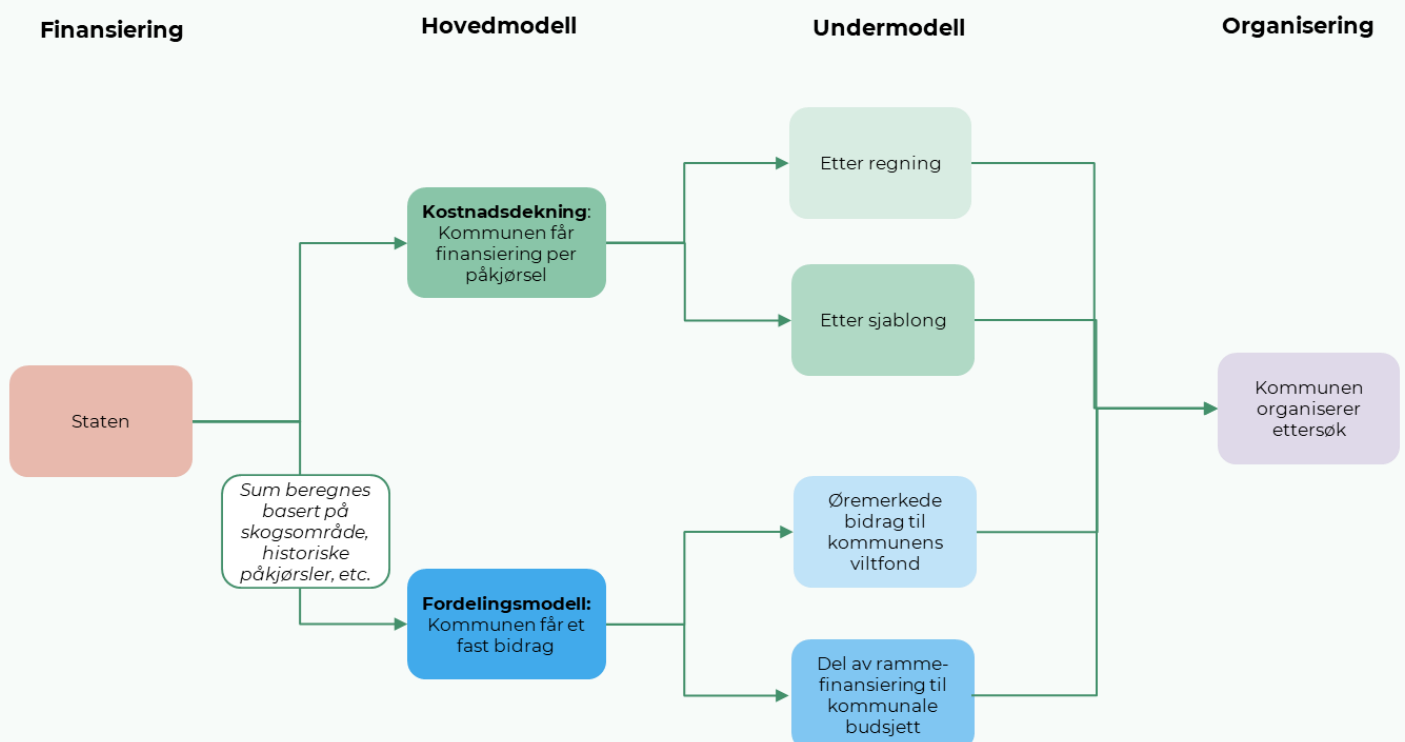 Finansiering
Hovedmodell
Undermodell
Organisering
Staten
Sum beregnes
basert på
skogsområde,
historiske
påkjørsler, etc.
Kostnadsdekning:
Kommunen får
finansiering per
påkjørsel
Fordelingsmodell:
Kommunen får et
fast bidrag
Etter regning
Etter sjablong
Øremerkede
bidrag til
kommunens
viltfond
Del av ramme-
finansiering til
kommunale
budsjett
Kommunen
organiserer
ettersøk